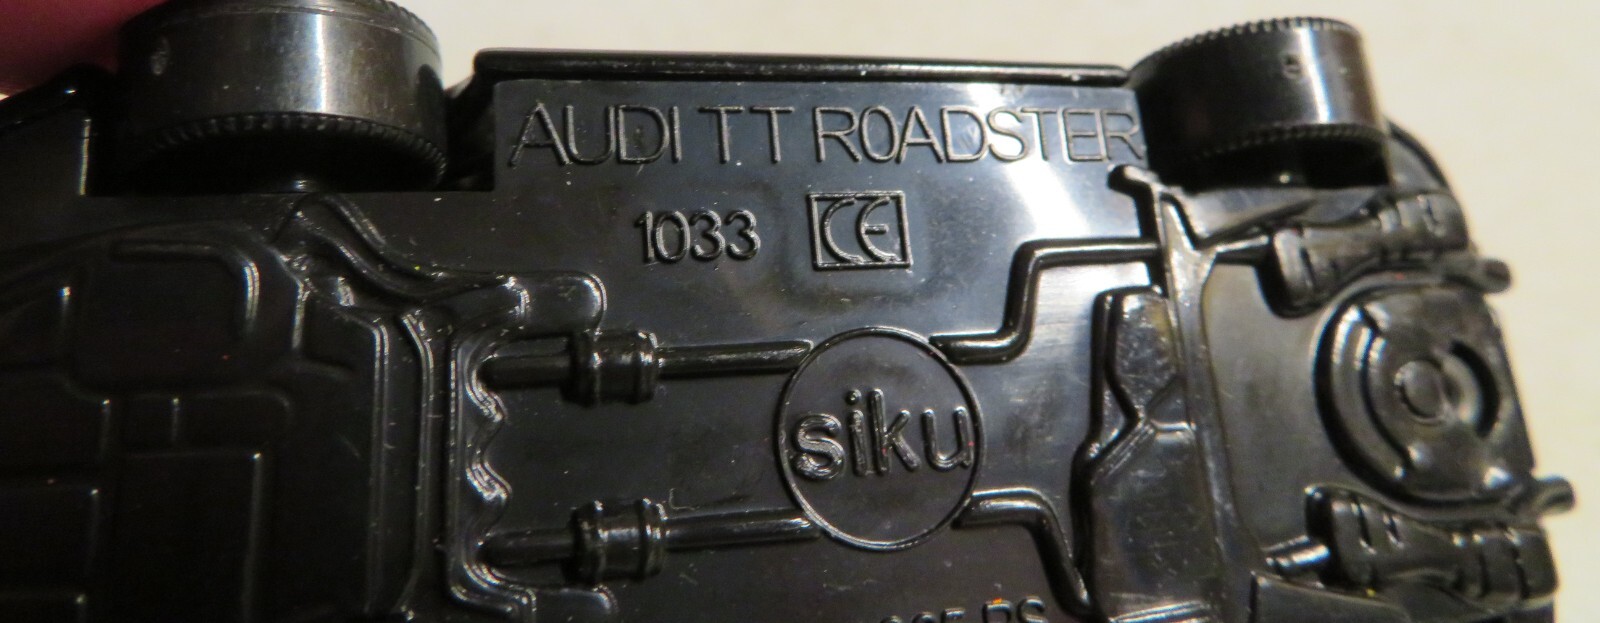 AUDI TT ROADSTER
1033 CE
siku